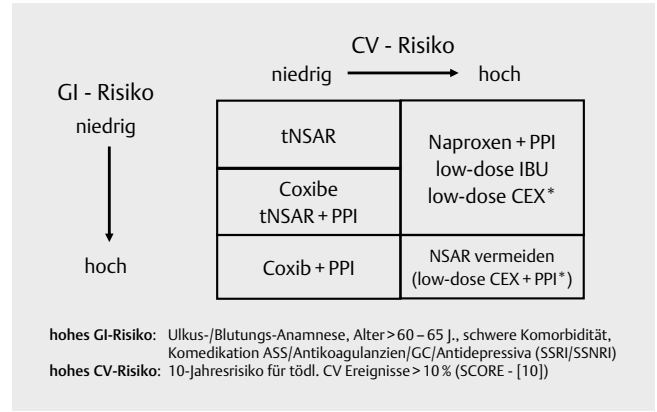 CV - Risiko
niedrig hoch
GI - Risiko
niedrig
hoch
tNSAR
Coxibe
tNSAR + PPI
Coxib + PPI
Naproxen + PPI
low-dose IBU
low-dose CEX*
NSAR vermeiden
(low-dose CEX + PPI*)
hohes GI-Risiko: Ulkus-/Blutungs-Anamnese, Alter > 60 – 65 J., schwere Komorbidität,
Komedikation ASS/Antikoagulanzien/GC/Antidepressiva (SSRI/SSNRI)
hohes CV-Risiko: 10-Jahresrisiko für tödl. CV Ereignisse > 10 % (SCORE - [10])